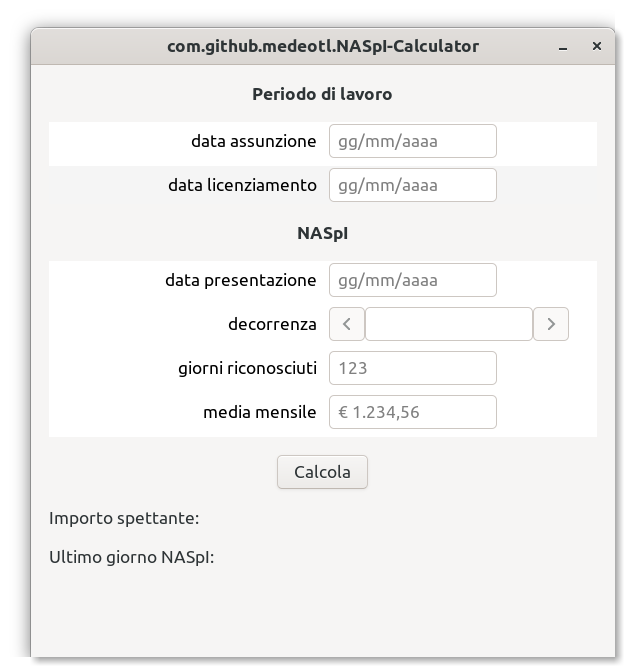 com.github.medeotl.NASpI-Calculator
Periodo di lavoro
data assunzione gg/mm/aaaa
data licenziamento gg/mm/aaaa
NASpI
data presentazione gg/mm/aaaa
decorrenza
giorni riconosciuti 123
media mensile € 1.234,56
Calcola
Importo spettante:
Ultimo giorno NASpI: